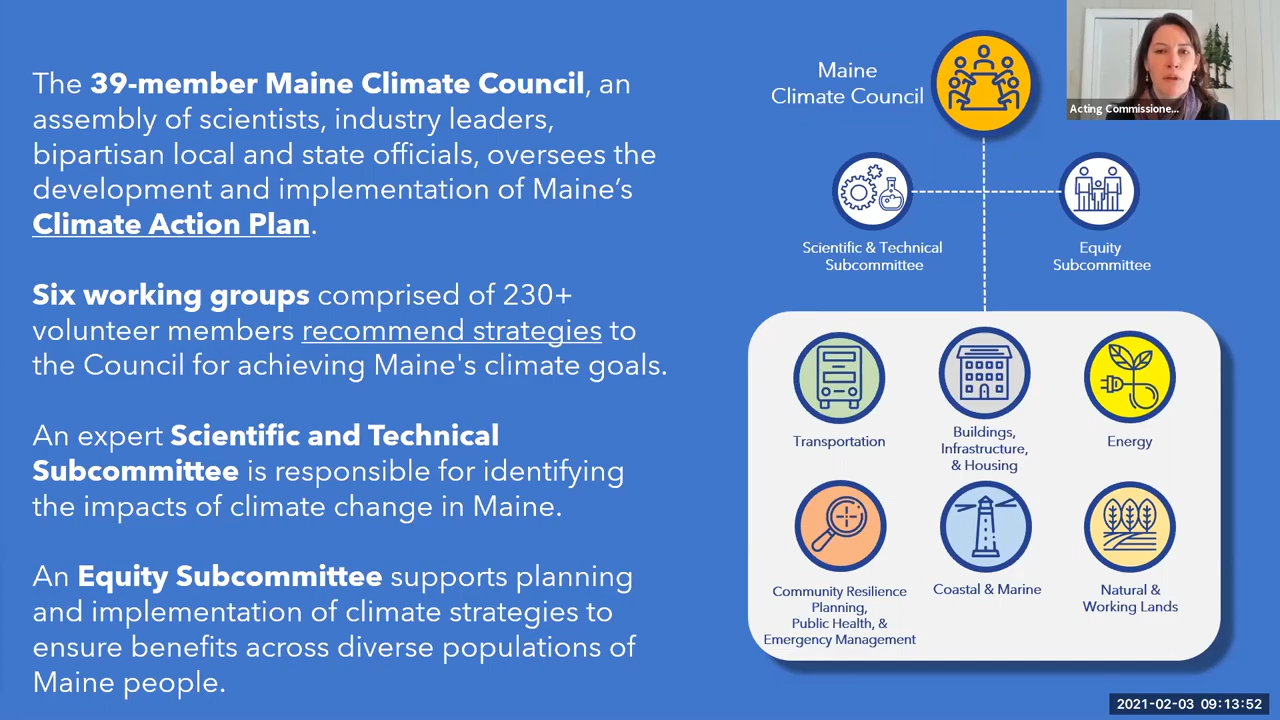 The 39-member Maine Climate Council, an
assembly of scientists, industry leaders,
bipartisan local and state officials, oversees the
development and implementation of Maine’s
Climate Action Plan.
Six working groups comprised of 230+
volunteer members recommend strategies to
the Council for achieving Maine's climate goals.
An expert Scientific and Technical
Subcommittee is responsible for identifying
the impacts of climate change in Maine.
An Equity Subcommittee supports planning
and implementation of climate strategies to
ensure benefits across diverse populations of
Maine people.
Maine
Climate Council
Acting Commissione...
Scientific & Technical
Subcommittee
Equity
Subcommittee
Transportation
Buildings,
Infrastructure,
& Housing
Energy
Community Resilience
Planning,
Public Health, &
Emergency Management
Coastal & Marine
Natural &
Working Lands
2021-02-03 09:13:52